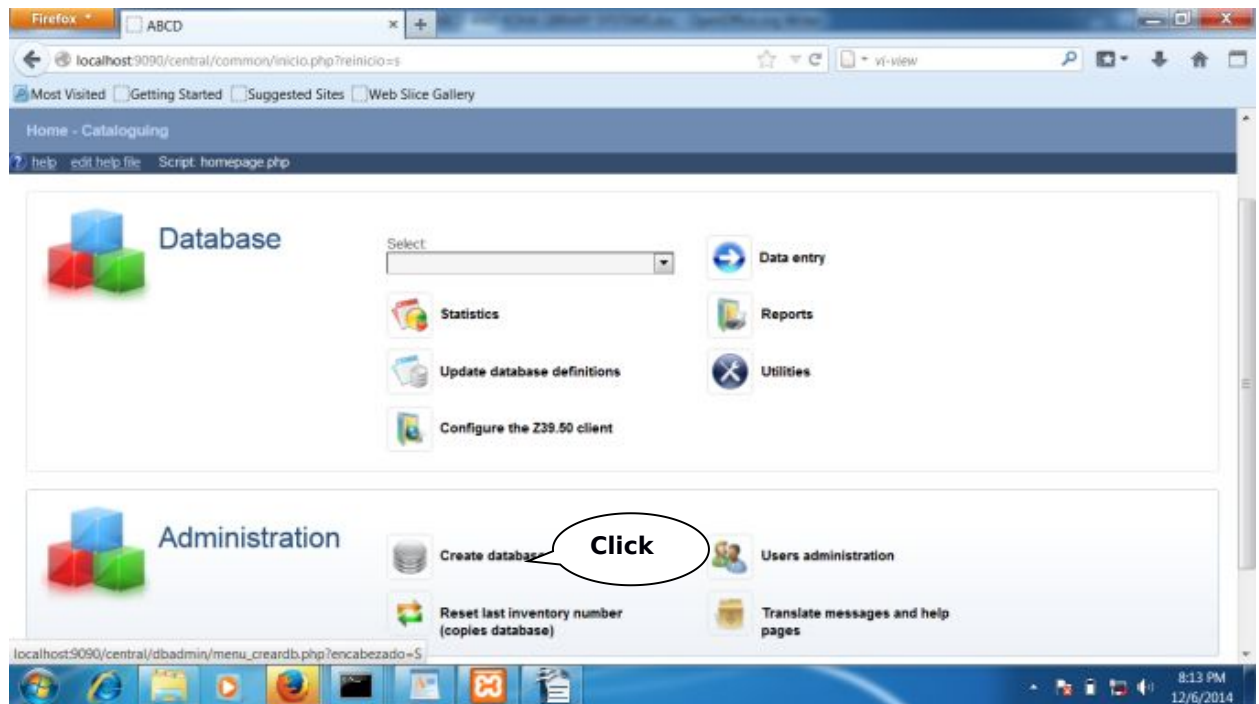 Firefox
ABCD
localhost:9090/central/common/inicio.php?reinicio=s
vi-view
Most Visited Getting Started Suggested Sites Web Slice Gallery
Home - Cataloguing
? help edit help file Script: homepage.php
Database
Select
Data entry
Statistics
Reports
Update database definitions
Utilities
Configure the Z39.50 client
Administration
Create database
Click
Users administration
Reset last inventory number
(copies database)
Translate messages and help
pages
localhost:9090/central/dbadmin/menu_creardb.php?encabezado=S
8:13 PM
12/6/2014